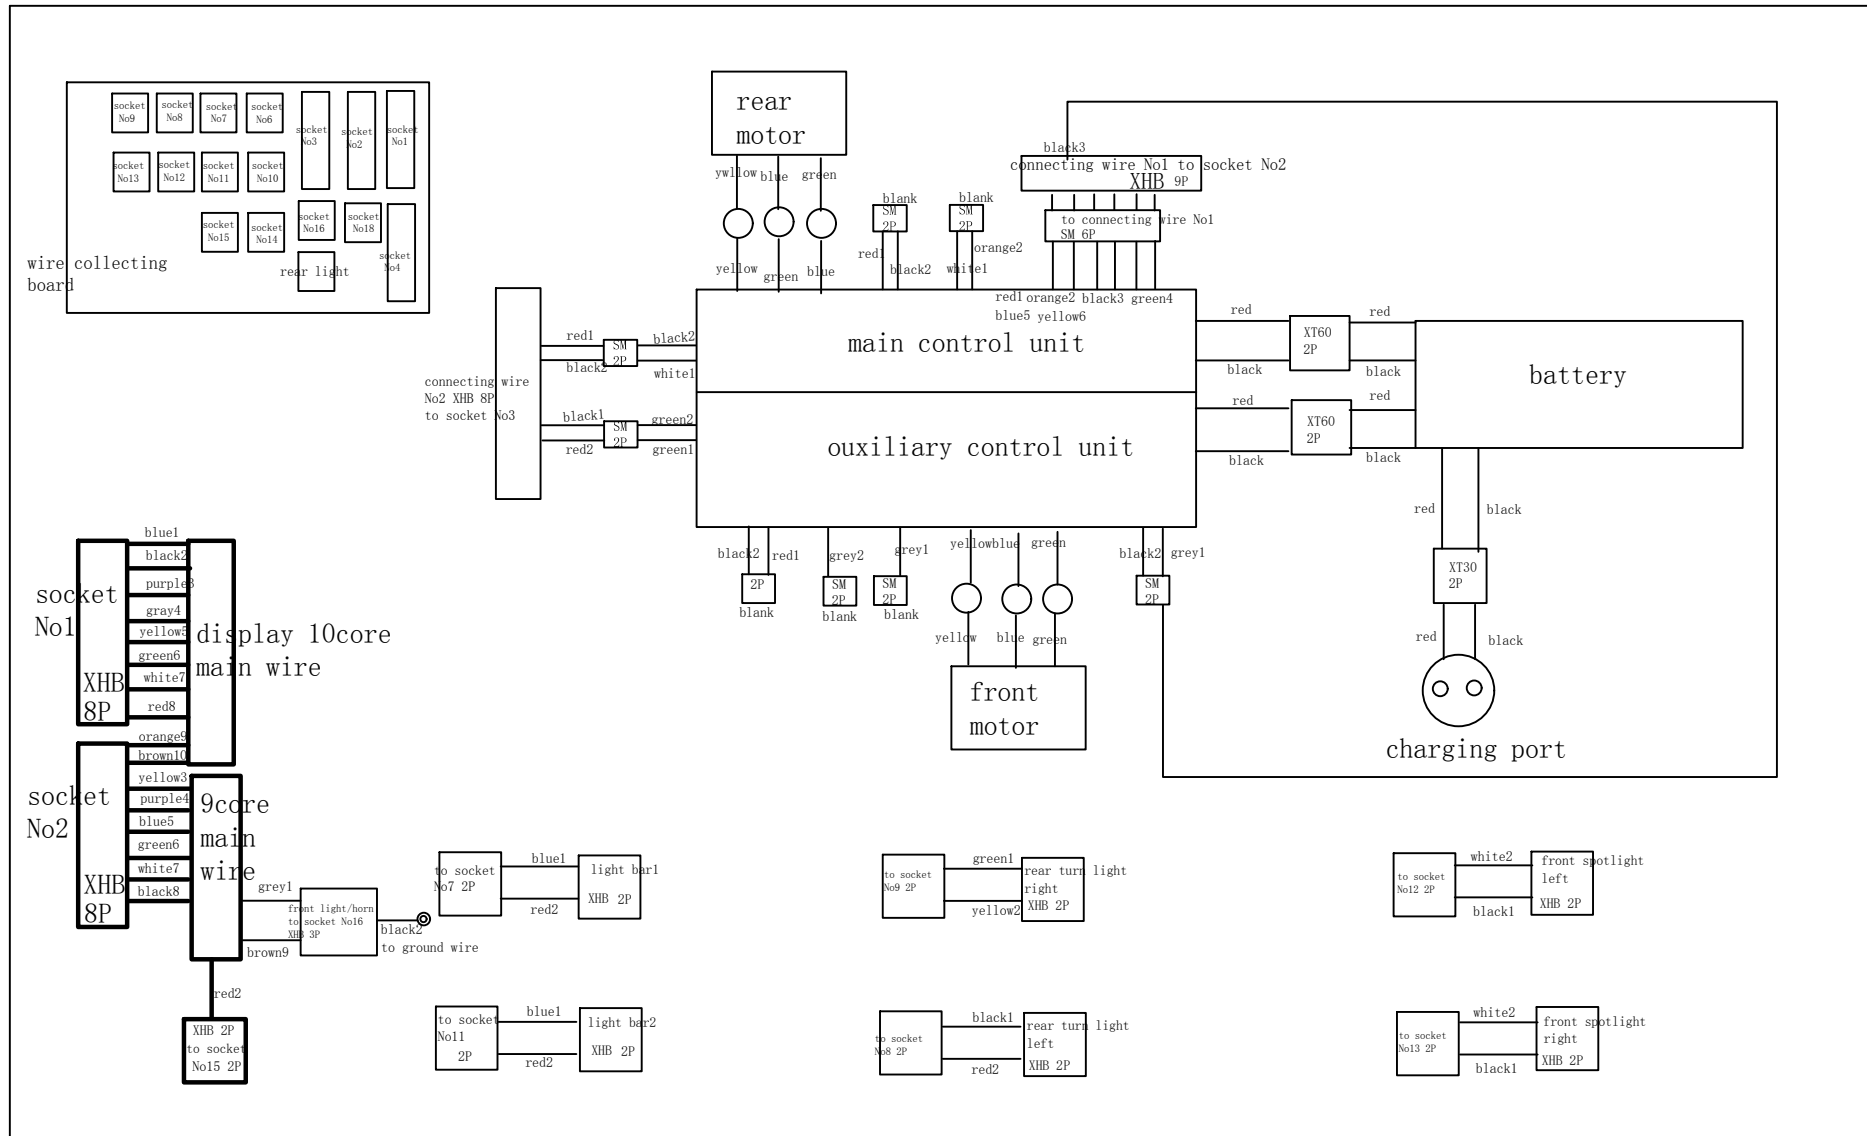 socket
No9
socket
No8
socket
No7
socket
No6
socket
No3
socket
No2
socket
No1
socket
No13
socket
No12
socket
No11
socket
No10
socket
No15
socket
No14
socket
No16
socket
No18
socket
No4
rear light
wire collecting
board
rear
motor
ywllow
blue
green
yellow
green
blue
blank
SM
2P
red1
black2
blank
SM
2P
orange2
white1
black3
connecting wire No1 to socket No2
XHB 9P
to connecting wire No1
SM 6P
red1 orange2 black3 green4
blue5 yellow6
main control unit
ouxiliary control unit
connecting wire
No2 XHB 8P
to socket No3
red1
black2
SM
2P
black2
white1
black1
red2
SM
2P
green2
green1
red
black
XT60
2P
red
black
red
black
XT60
2P
red
black
battery
red
black
XT30
2P
red
black
charging port
black2
red1
2P
blank
grey2
SM
2P
blank
grey1
SM
2P
blank
yellow
blue
green
yellow
blue
green
front
motor
black2
grey1
SM
2P
socket
No1
XHB
8P
blue1
black2
purple3
gray4
yellow5
green6
white7
red8
orange9
brown10
display 10core
main wire
socket
No2
XHB
8P
yellow3
purple4
blue5
green6
white7
black8
9core
main
wire
grey1
brown9
front light/horn
to socket No16
XHB 3P
black2
to ground wire
red2
XHB 2P
to socket
No15 2P
to socket
No7 2P
blue1
red2
light bar1
XHB 2P
to socket
No9 2P
green1
yellow2
rear turn light
right
XHB 2P
to socket
No12 2P
white2
black1
front spotlight
left
XHB 2P
to socket
No11
2P
blue1
red2
light bar2
XHB 2P
to socket
No8 2P
black1
red2
rear turn light
left
XHB 2P
to socket
No13 2P
white2
black1
front spotlight
right
XHB 2P